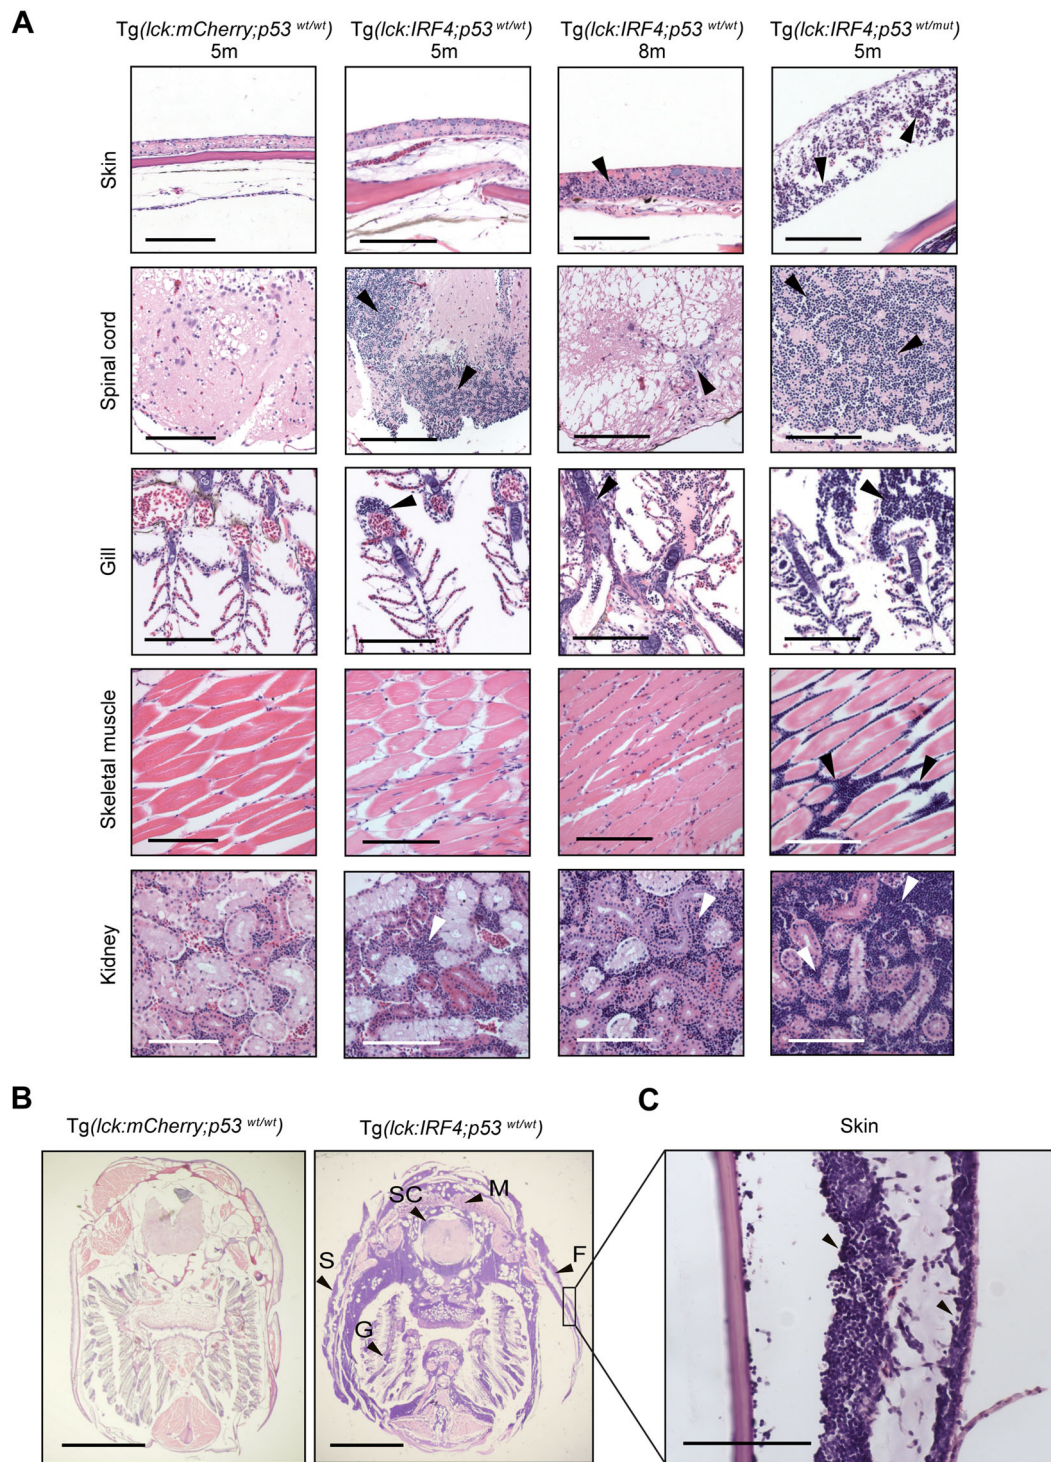 A
Tg(lck:mCherry;p53 wt/wt)
5m
Tg(lck:IRF4;p53 wt/wt)
5m
Tg(lck:IRF4;p53 wt/wt)
8m
Tg(lck:IRF4;p53 wt/mut)
5m
Skin
Spinal cord
Gill
Skeletal muscle
Kidney
B
Tg(lck:mCherry;p53 wt/wt)
Tg(lck:IRF4;p53 wt/wt)
SC
M
S
F
G
C
Skin